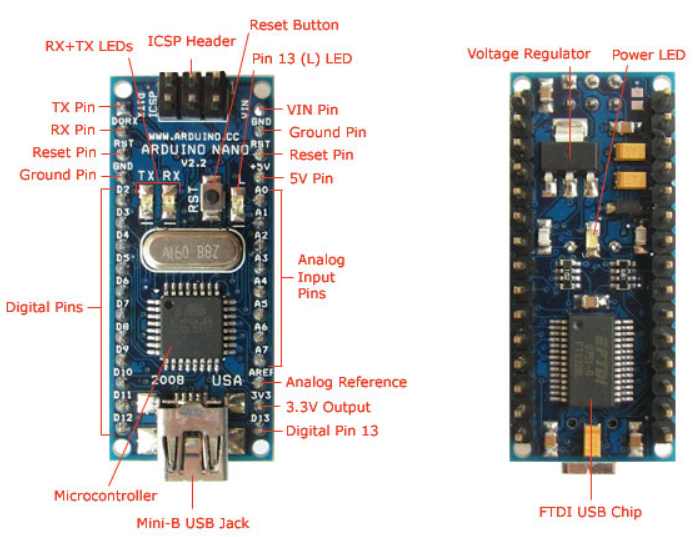 Reset Button
RX+TX LEDs
ICSP Header
Pin 13 (L) LED
Voltage Regulator
Power LED
TX Pin
RX Pin
Reset Pin
Ground Pin
Digital Pins
VIN Pin
Ground Pin
Reset Pin
5V Pin
Analog
Input
Pins
Analog Reference
3.3V Output
Digital Pin 13
Microcontroller
Mini-B USB Jack
FTDI USB Chip
ICSP
VIN
GND
RST
+5V
A0
A1
A2
A3
A4
A5
A6
A7
AREF
3V3
D13
RST
GND
D2
D3
D4
D5
D6
D7
D8
D9
D10
D11
D12
WWW.ARDUINO.CC
ARDUINO NANO
V2.2
TX RX
RST
2008 USA
FTDI